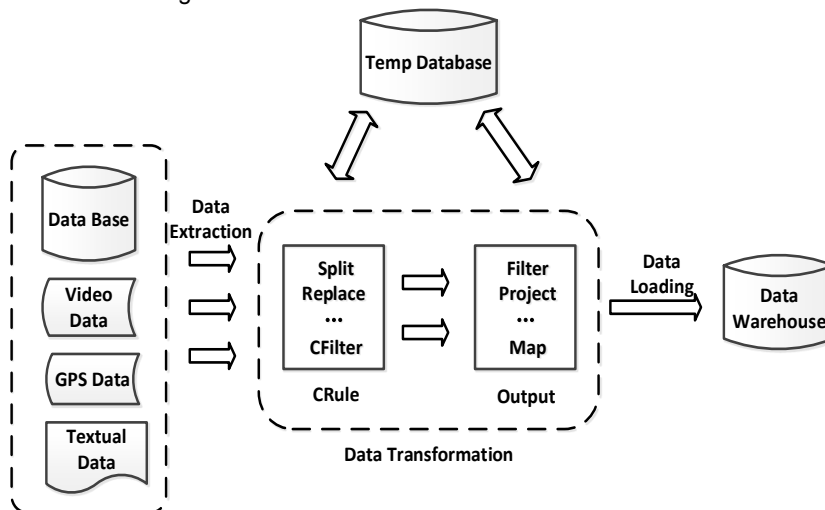 Temp Database
Data Base
Video
Data
GPS Data
Textual
Data
Data
Extraction
Split
Replace
...
CFilter
CRule
Filter
Project
...
Map
Output
Data Transformation
Data
Loading
Data
Warehouse